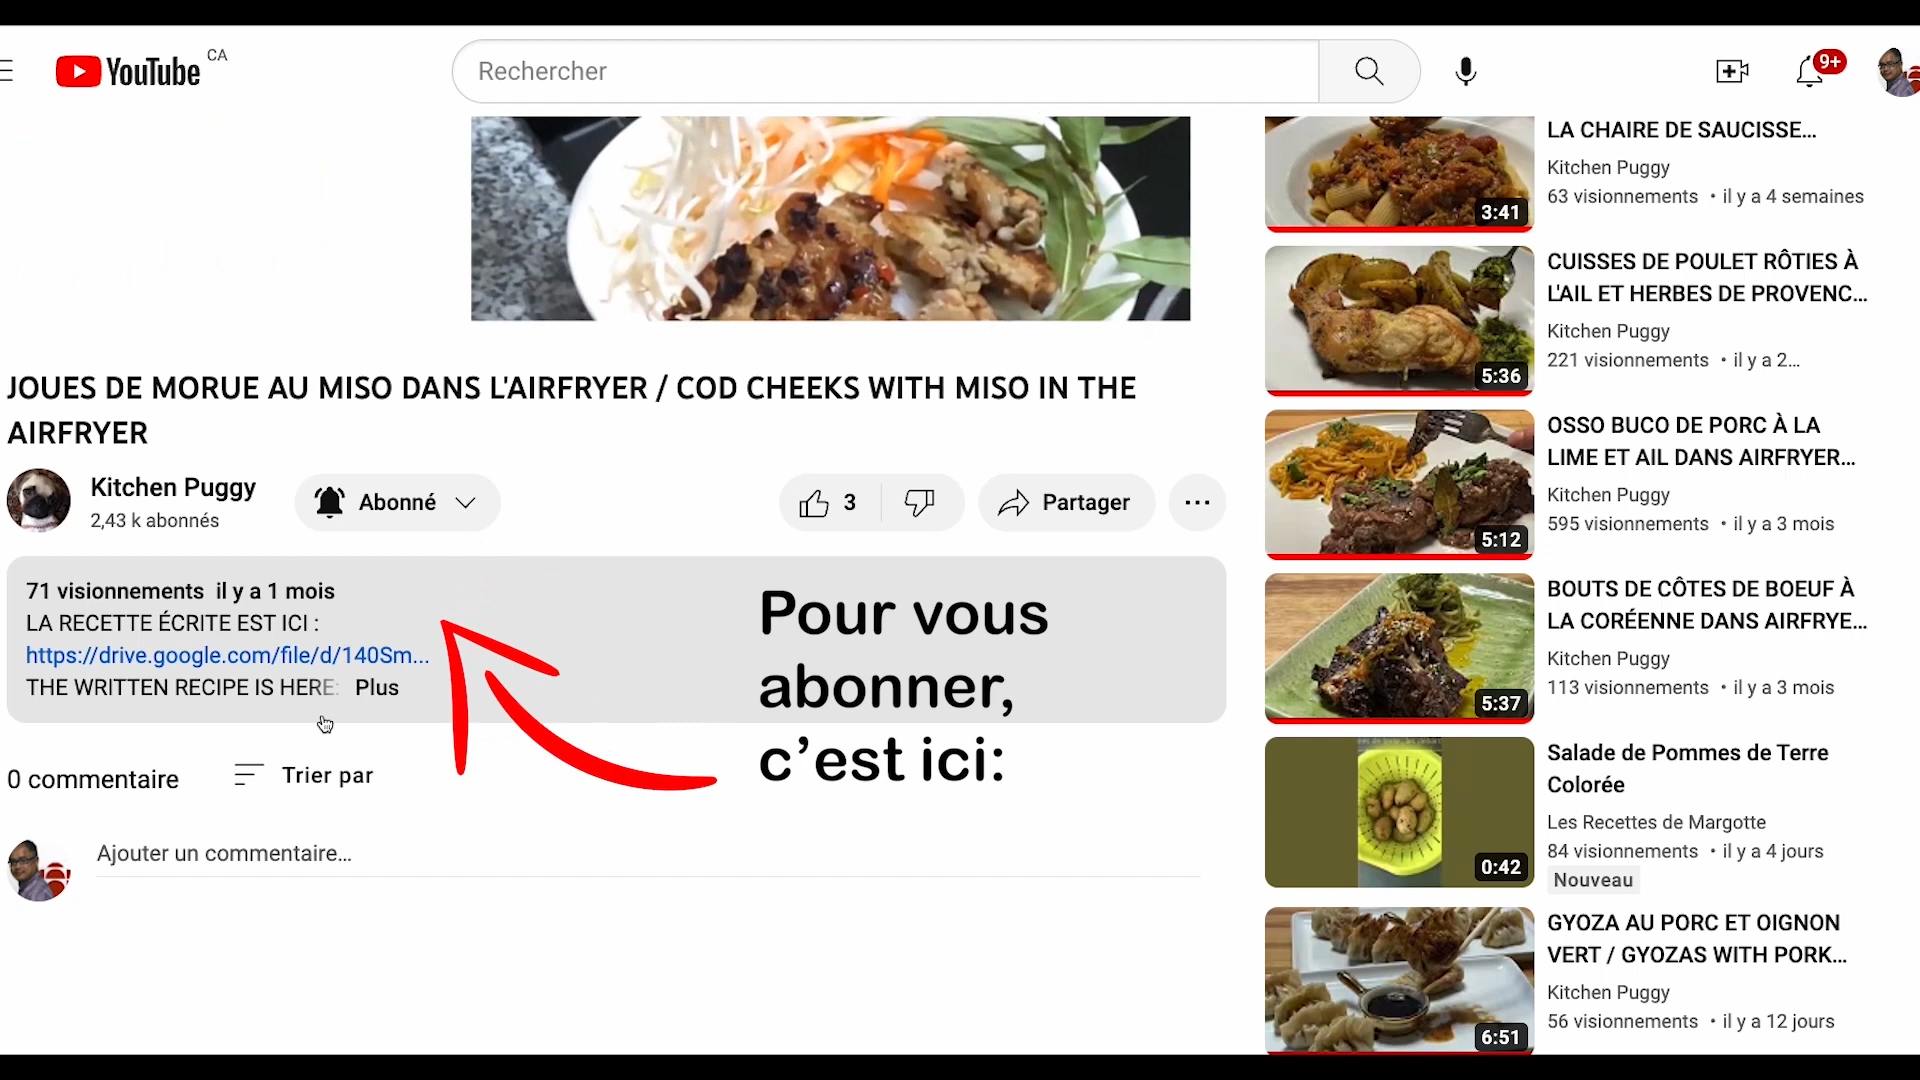 YouTube CA
Rechercher
9+
JOUES DE MORUE AU MISO DANS L'AIRFRYER / COD CHEEKS WITH MISO IN THE
AIRFRYER
Kitchen Puggy
2,43 k abonnés
Abonné
3
Partager
71 visionnements il y a 1 mois
LA RECETTE ÉCRITE EST ICI :
https://drive.google.com/file/d/140Sm...
THE WRITTEN RECIPE IS HERE: Plus
Pour vous
abonner,
c’est ici:
0 commentaire
Trier par
Ajouter un commentaire...
LA CHAIRE DE SAUCISSE...
Kitchen Puggy
63 visionnements • il y a 4 semaines
3:41
CUISSES DE POULET RÔTIES À
L'AIL ET HERBES DE PROVENC...
Kitchen Puggy
221 visionnements • il y a 2...
5:36
OSSO BUCO DE PORC À LA
LIME ET AIL DANS AIRFRYER...
Kitchen Puggy
595 visionnements • il y a 3 mois
5:12
BOUTS DE CÔTES DE BOEUF À
LA CORÉENNE DANS AIRFRYE...
Kitchen Puggy
113 visionnements • il y a 3 mois
5:37
Salade de Pommes de Terre
Colorée
Les Recettes de Margotte
84 visionnements • il y a 4 jours
Nouveau
0:42
GYOZA AU PORC ET OIGNON
VERT / GYOZAS WITH PORK...
Kitchen Puggy
56 visionnements • il y a 12 jours
6:51